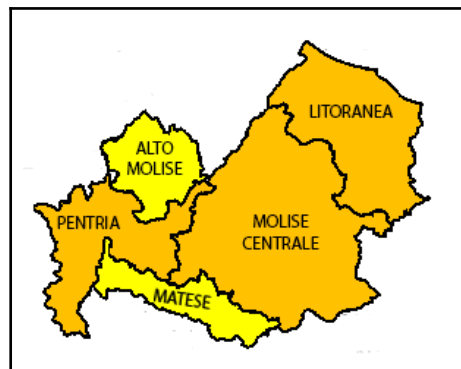 LITORANEA
ALTO
MOLISE
PENTRIA
MOLISE
CENTRALE
MATESE